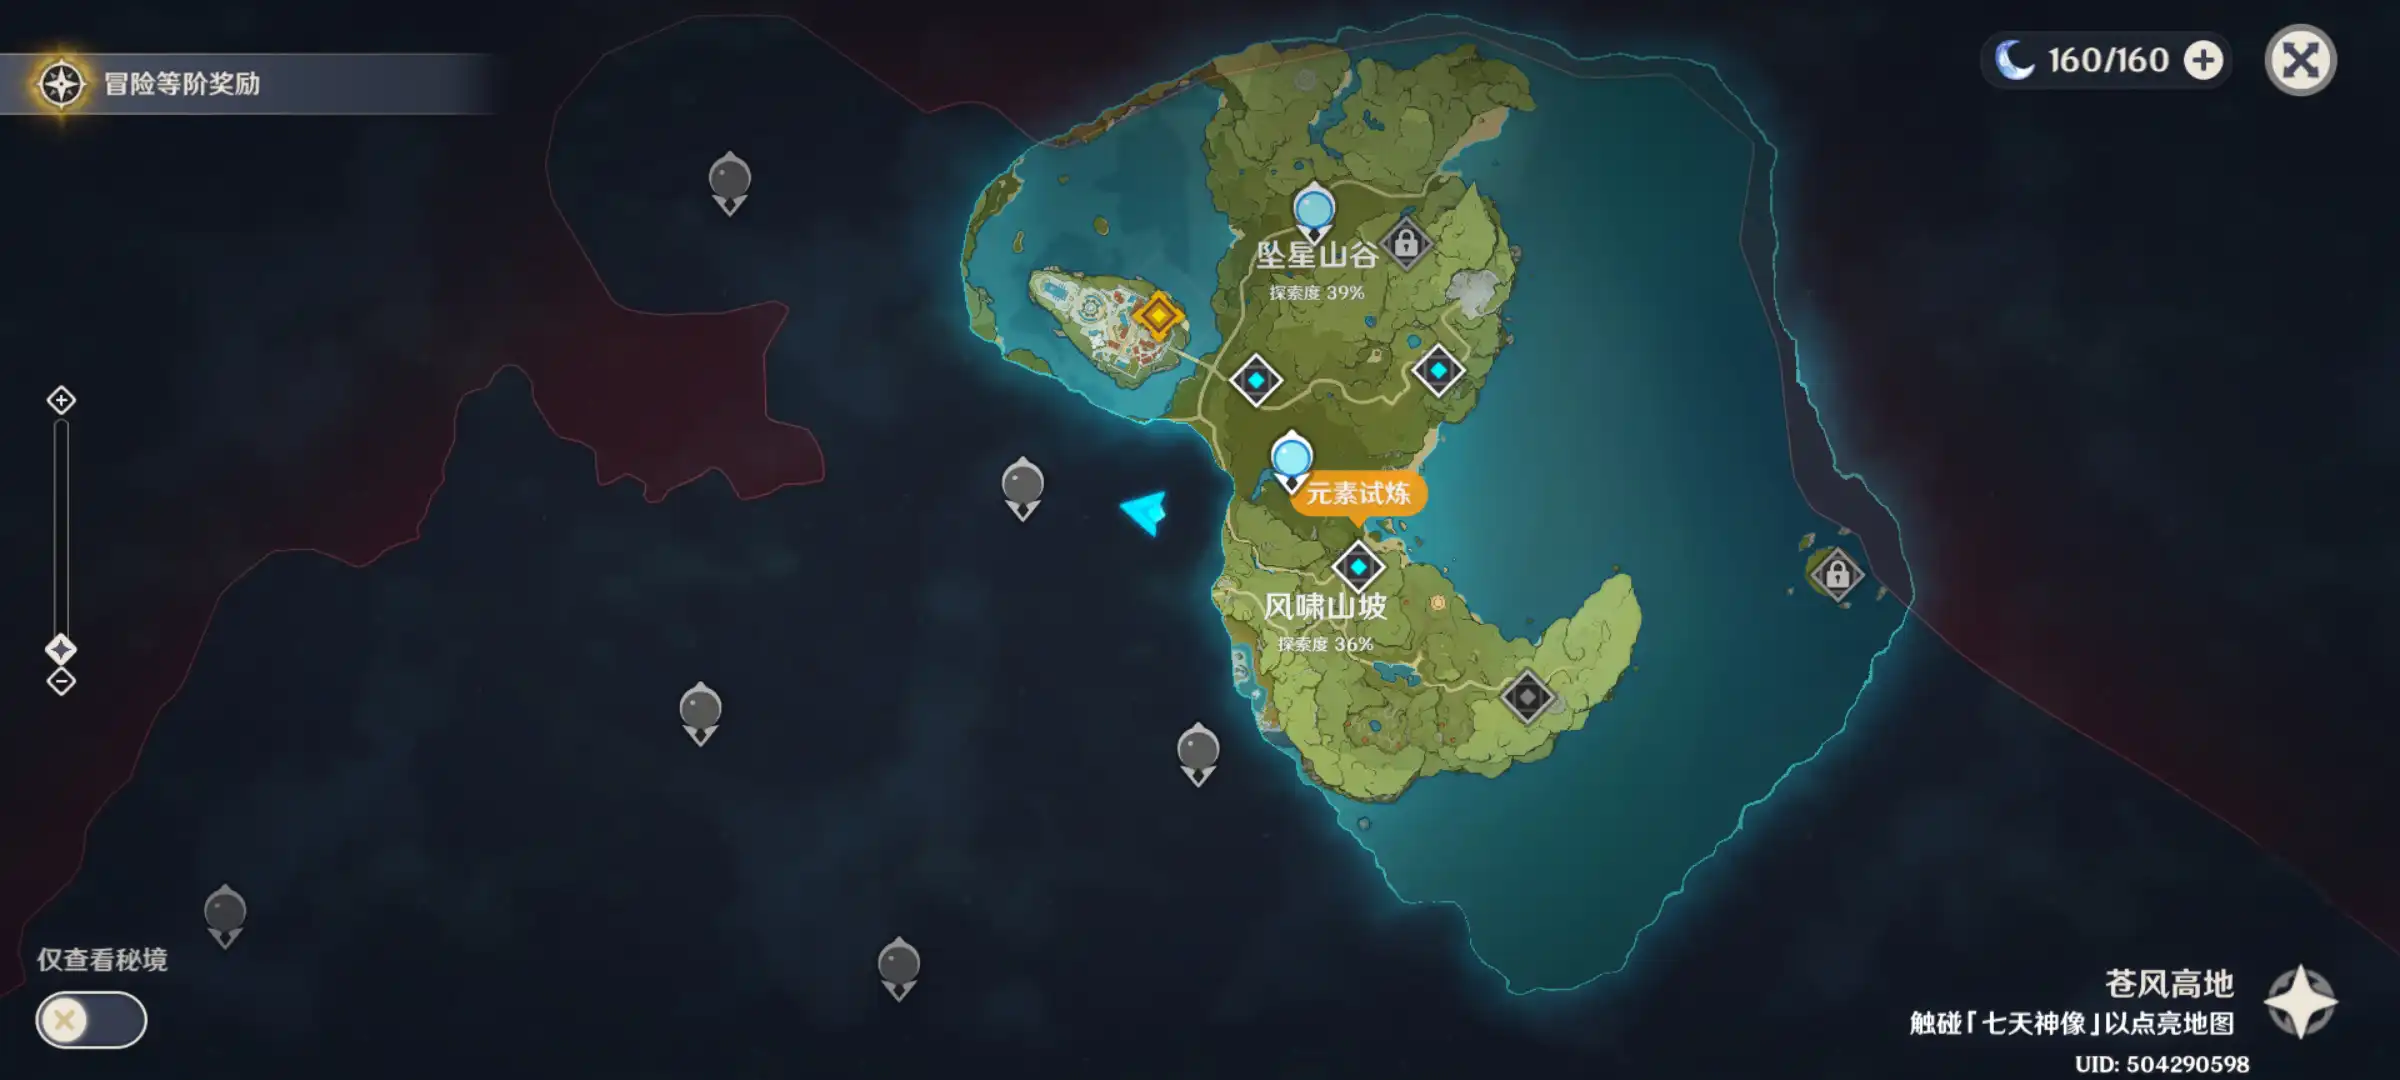 冒险等阶奖励
160/160
坠星山谷
探索度 39%
元素试炼
风啸山坡
探索度 36%
仅查看秘境
苍风高地
触碰「七天神像」以点亮地图
UID: 504290598